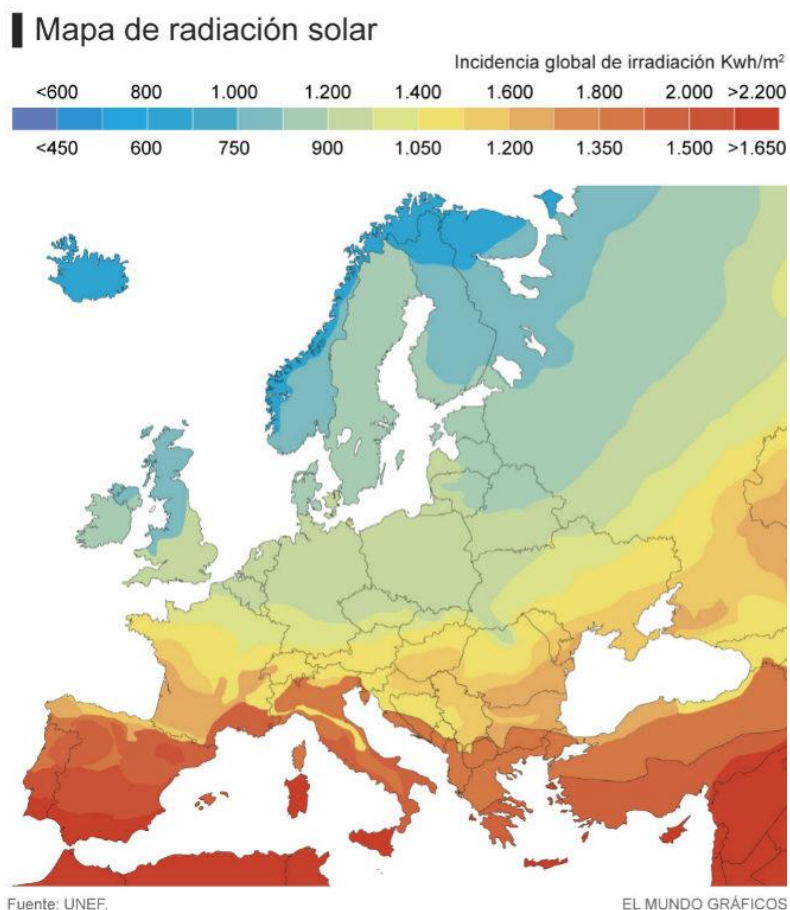 Mapa de radiación solar
Incidencia global de irradiación Kwh/m²
<600 800 1.000 1.200 1.400 1.600 1.800 2.000 >2.200
<450 600 750 900 1.050 1.200 1.350 1.500 >1.650
Fuente: UNEF. EL MUNDO GRÁFICOS